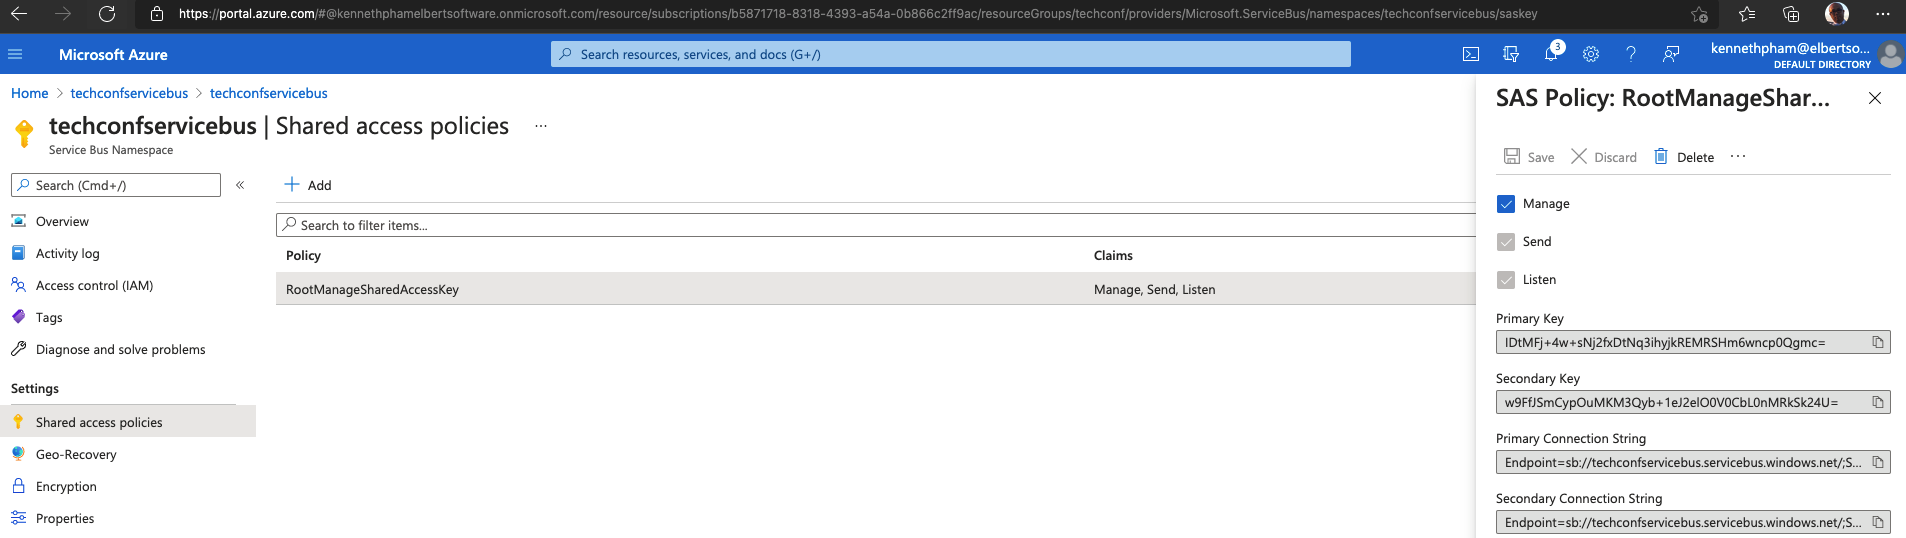 https://portal.azure.com/#@kennethphamelbertsoftware.onmicrosoft.com/resource/subscriptions/b5871718-8318-4393-a54a-0b866c2ff9ac/resourceGroups/techconf/providers/Microsoft.ServiceBus/namespaces/techconfservicebus/saskey
Microsoft Azure
Search resources, services, and docs (G+/)
3
kennethpham@elbertso...
DEFAULT DIRECTORY
Home > techconfservicebus > techconfservicebus
techconfservicebus | Shared access policies ...
Service Bus Namespace
Search (Cmd+/)
«
Overview
Activity log
Access control (IAM)
Tags
Diagnose and solve problems
Settings
Shared access policies
Geo-Recovery
Encryption
Properties
+ Add
Search to filter items...
Policy Claims
RootManageSharedAccessKey Manage, Send, Listen
SAS Policy: RootManageShar...
Save Discard Delete ...
Manage
Send
Listen
Primary Key
IDtMFj+4w+sNj2fxDtNq3ihyjkREMRSHm6wncp0Qgmc=
Secondary Key
w9FfJSmCypOuMKM3Qyb+1eJ2elO0V0CbL0nMRkSk24U=
Primary Connection String
Endpoint=sb://techconfservicebus.servicebus.windows.net/;S...
Secondary Connection String
Endpoint=sb://techconfservicebus.servicebus.windows.net/;S...